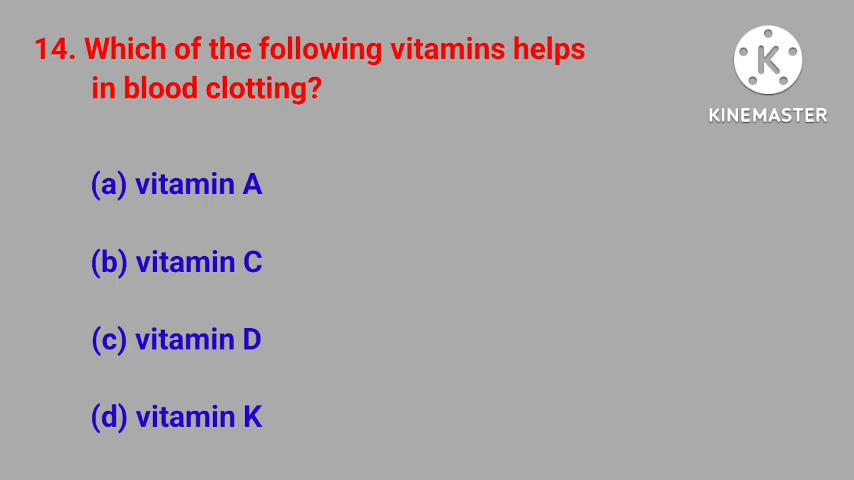 14. Which of the following vitamins helps
in blood clotting?
K
KINEMASTER
(a) vitamin A
(b) vitamin C
(c) vitamin D
(d) vitamin K